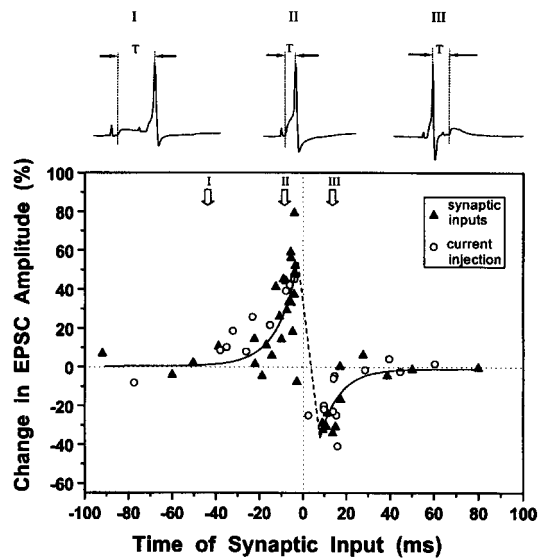 I II III
T T T
I II III
100
80
60
40
20
0
-20
-40
-60
Change in EPSC Amplitude (%)
synaptic
inputs
current
injection
-100 -80 -60 -40 -20 0 20 40 60 80 100
Time of Synaptic Input (ms)